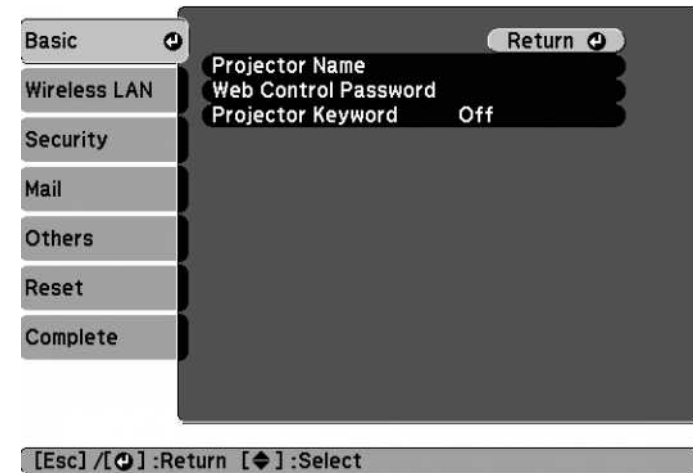 Basic
Wireless LAN
Security
Mail
Others
Reset
Complete
Return
Projector Name
Web Control Password
Projector Keyword Off
[Esc] /[ ] :Return [ ] :Select